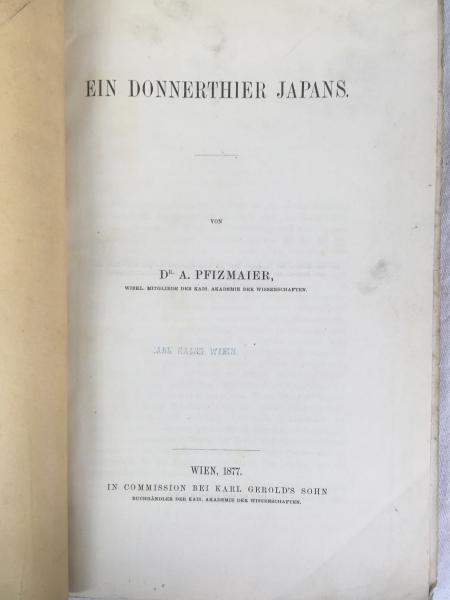 EIN DONNERTHIER JAPANS.
VON
DR. A. PFIZMAIER,
WIRKL. MITGLIEDE DER KAIS. AKADEMIE DER WISSENSCHAFTEN.
WIEN
WIEN, 1877.
IN COMMISSION BEI KARL GEROLD'S SOHN
BUCHHÄNDLER DER KAIS. AKADEMIE DER WISSENSCHAFTEN.